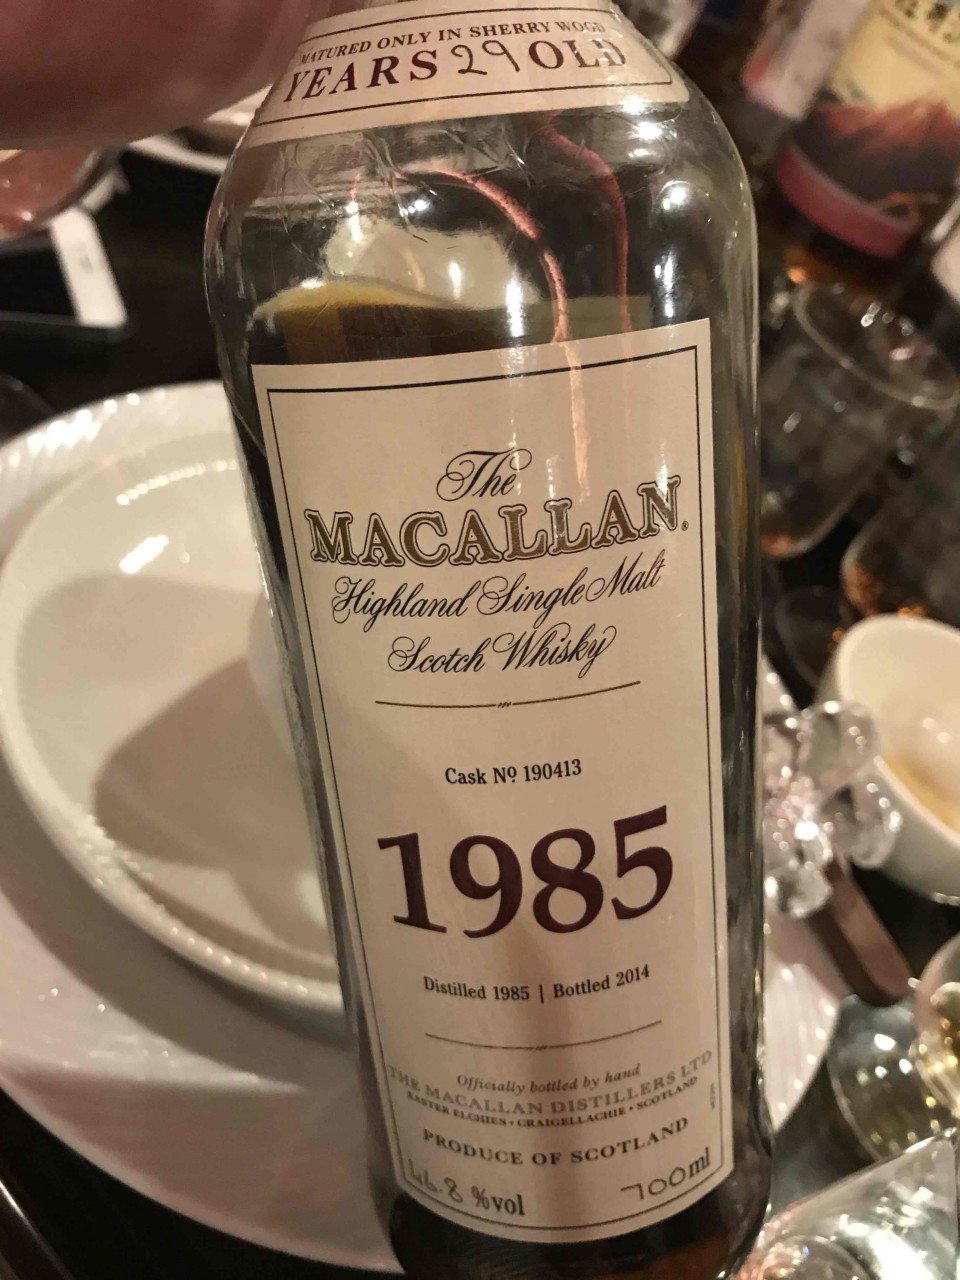 MATURED ONLY IN SHERRY WOOD
YEARS 29 OLD
The
MACALLAN.
Highland Single Malt
Scotch Whisky
Cask Nº 190413
1985
Distilled 1985 | Bottled 2014
Officially bottled by hand
THE MACALLAN DISTILLERS LTD
EASTER ELCHIES • CRAIGELLACHIE • SCOTLAND
PRODUCE OF SCOTLAND
46.8 %vol 700ml